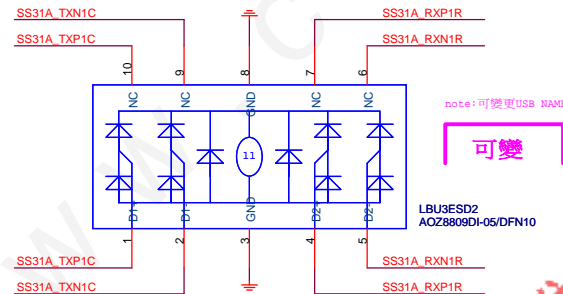 SS31A_TXN1C SS31A_RXP1R
SS31A_TXP1C SS31A_RXN1R
10 9 8 7 6
NC NC GND NC NC
note:可變更USB NAME
可變
11
LBU3ESD2
AOZ8809DI-05/DFN10
D1+ D1- GND D2+ D2-
1 2 3 4 5
SS31A_TXP1C SS31A_RXN1R
SS31A_TXN1C SS31A_RXP1R